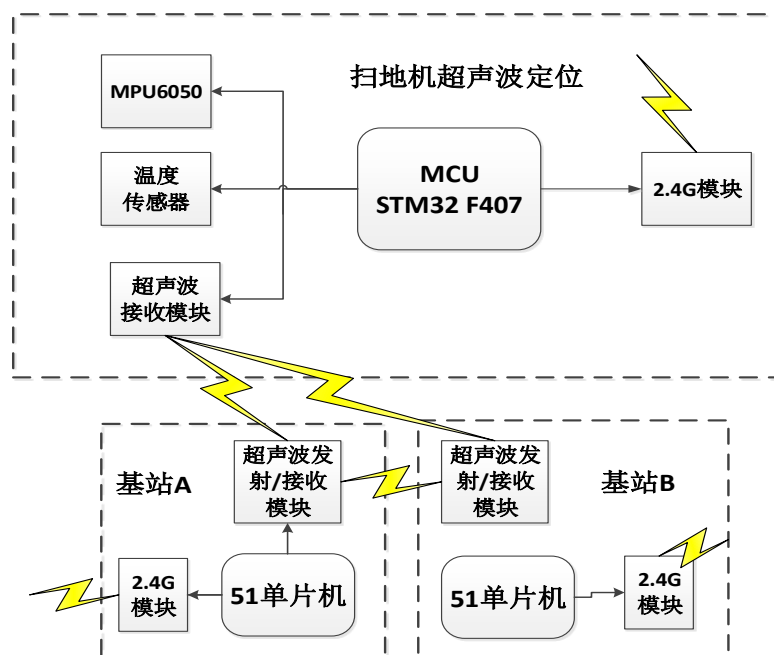 扫地机超声波定位
MPU6050
温度
传感器
超声波
接收模块
MCU
STM32 F407
2.4G模块
基站A
超声波发
射/接收
模块
2.4G
模块
51单片机
超声波发
射/接收
模块
基站B
51单片机
2.4G
模块